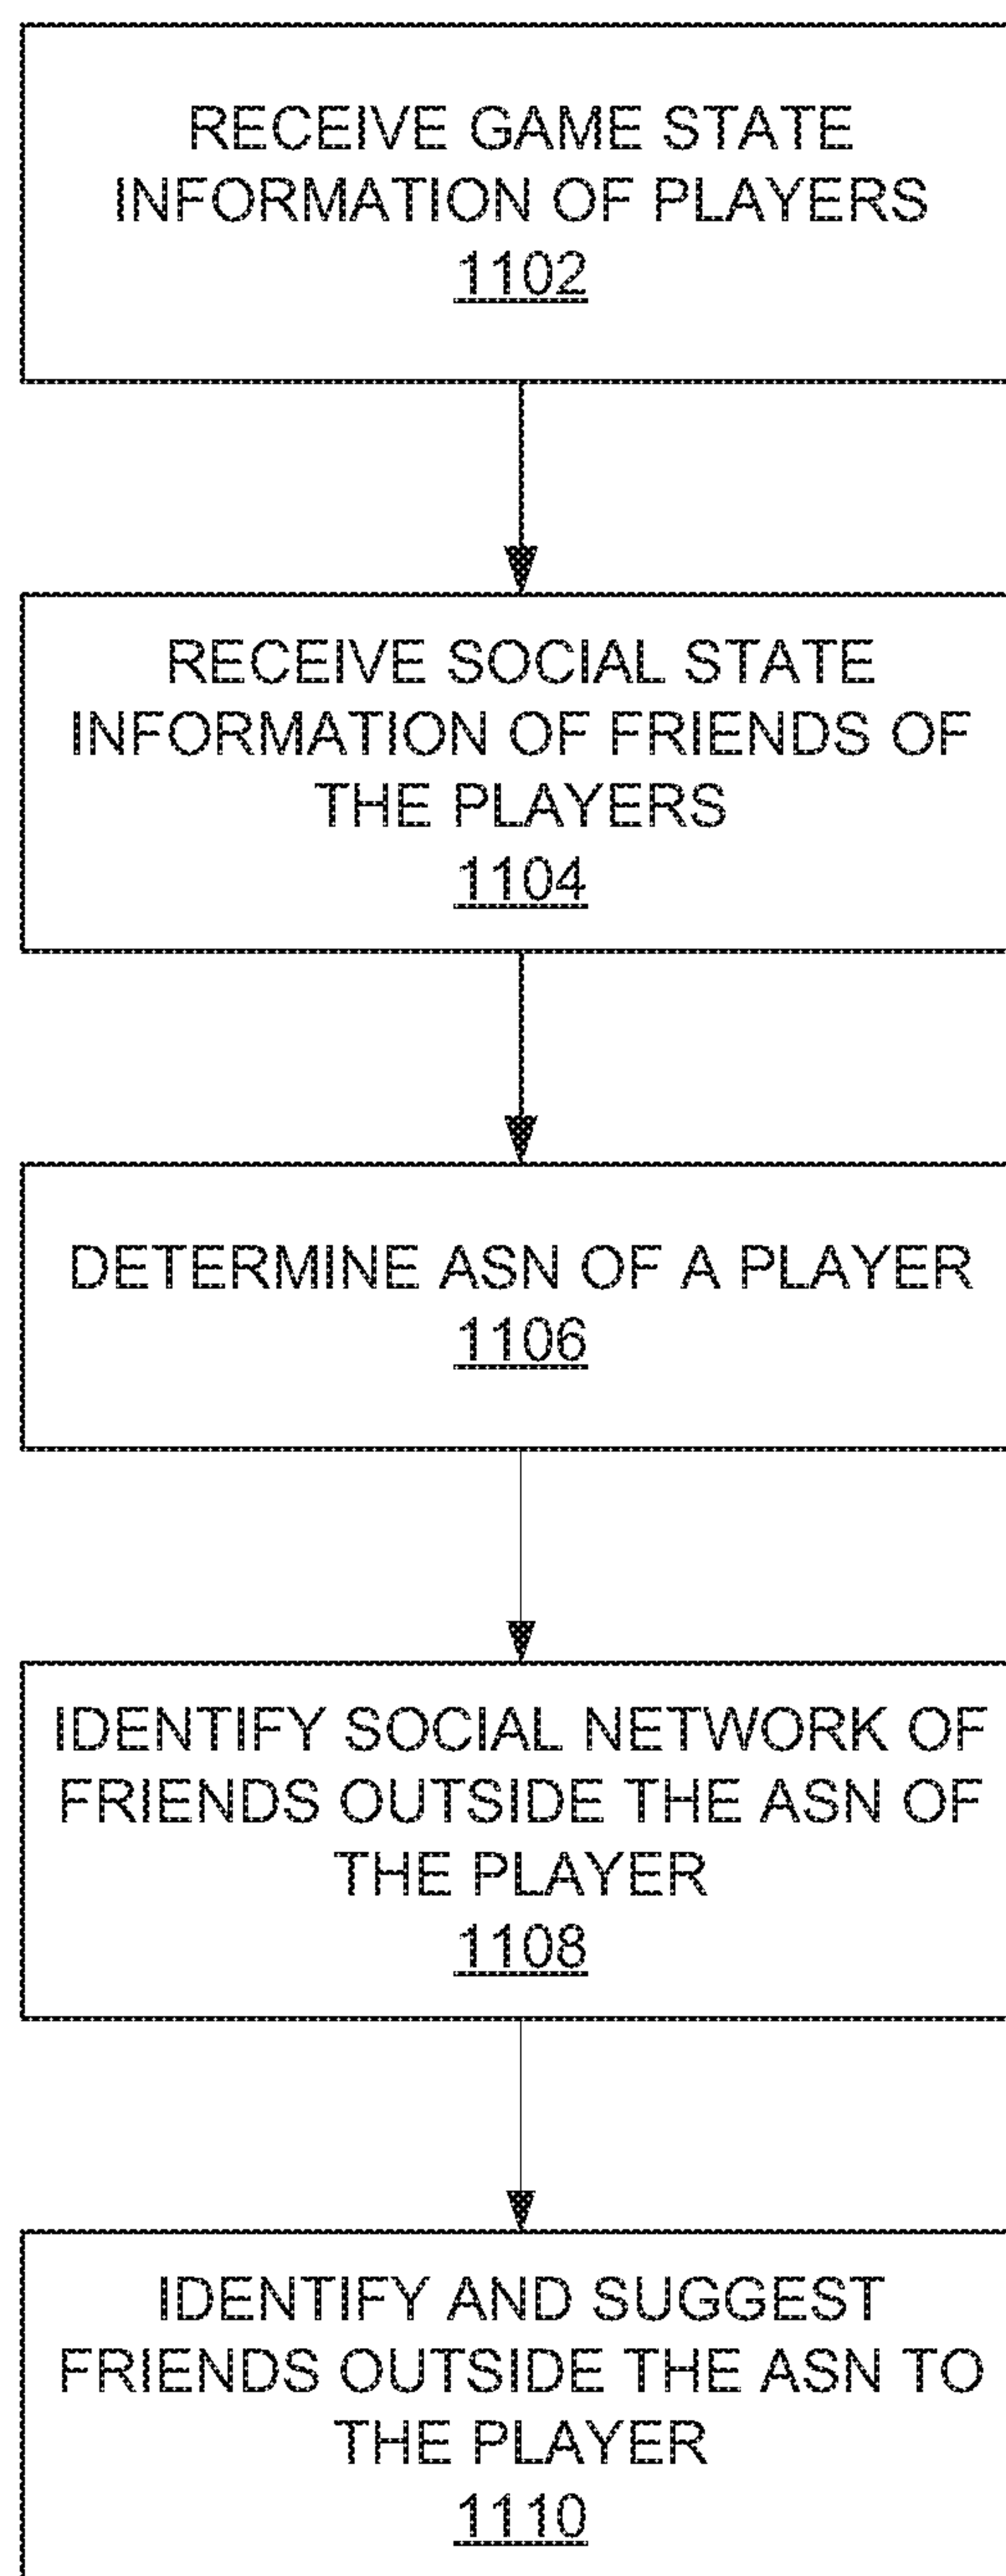 RECEIVE GAME STATE
INFORMATION OF PLAYERS
1102
RECEIVE SOCIAL STATE
INFORMATION OF FRIENDS OF
THE PLAYERS
1104
DETERMINE ASN OF A PLAYER
1106
IDENTIFY SOCIAL NETWORK OF
FRIENDS OUTSIDE THE ASN OF
THE PLAYER
1108
IDENTIFY AND SUGGEST
FRIENDS OUTSIDE THE ASN TO
THE PLAYER
1110